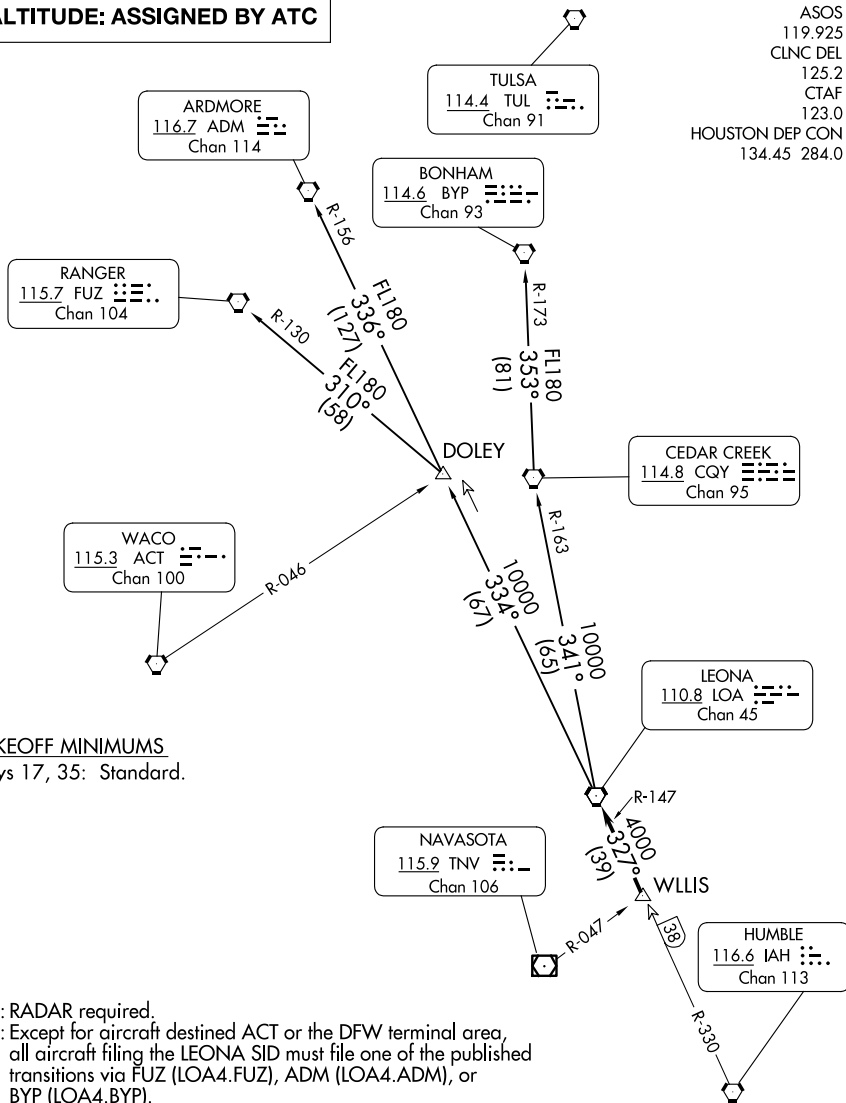 ALTITUDE: ASSIGNED BY ATC
ASOS
119.925
CLNC DEL
125.2
CTAF
123.0
HOUSTON DEP CON
134.45 284.0
TULSA
114.4 TUL
Chan 91
ARDMORE
116.7 ADM
Chan 114
BONHAM
114.6 BYP
Chan 93
RANGER
115.7 FUZ
Chan 104
R-156
R-130
R-173
FL180
336°
(127)
FL180
310°
(58)
FL180
353°
(81)
DOLEY
CEDAR CREEK
114.8 CQY
Chan 95
WACO
115.3 ACT
Chan 100
R-046
R-163
10000
334°
(67)
10000
341°
(65)
LEONA
110.8 LOA
Chan 45
KEOFF MINIMUMS
ys 17, 35: Standard.
R-147
4000
327°
(39)
NAVASOTA
115.9 TNV
Chan 106
WLLIS
R-047
38
HUMBLE
116.6 IAH
Chan 113
R-330
: RADAR required.
: Except for aircraft destined ACT or the DFW terminal area,
all aircraft filing the LEONA SID must file one of the published
transitions via FUZ (LOA4.FUZ), ADM (LOA4.ADM), or
BYP (LOA4.BYP).